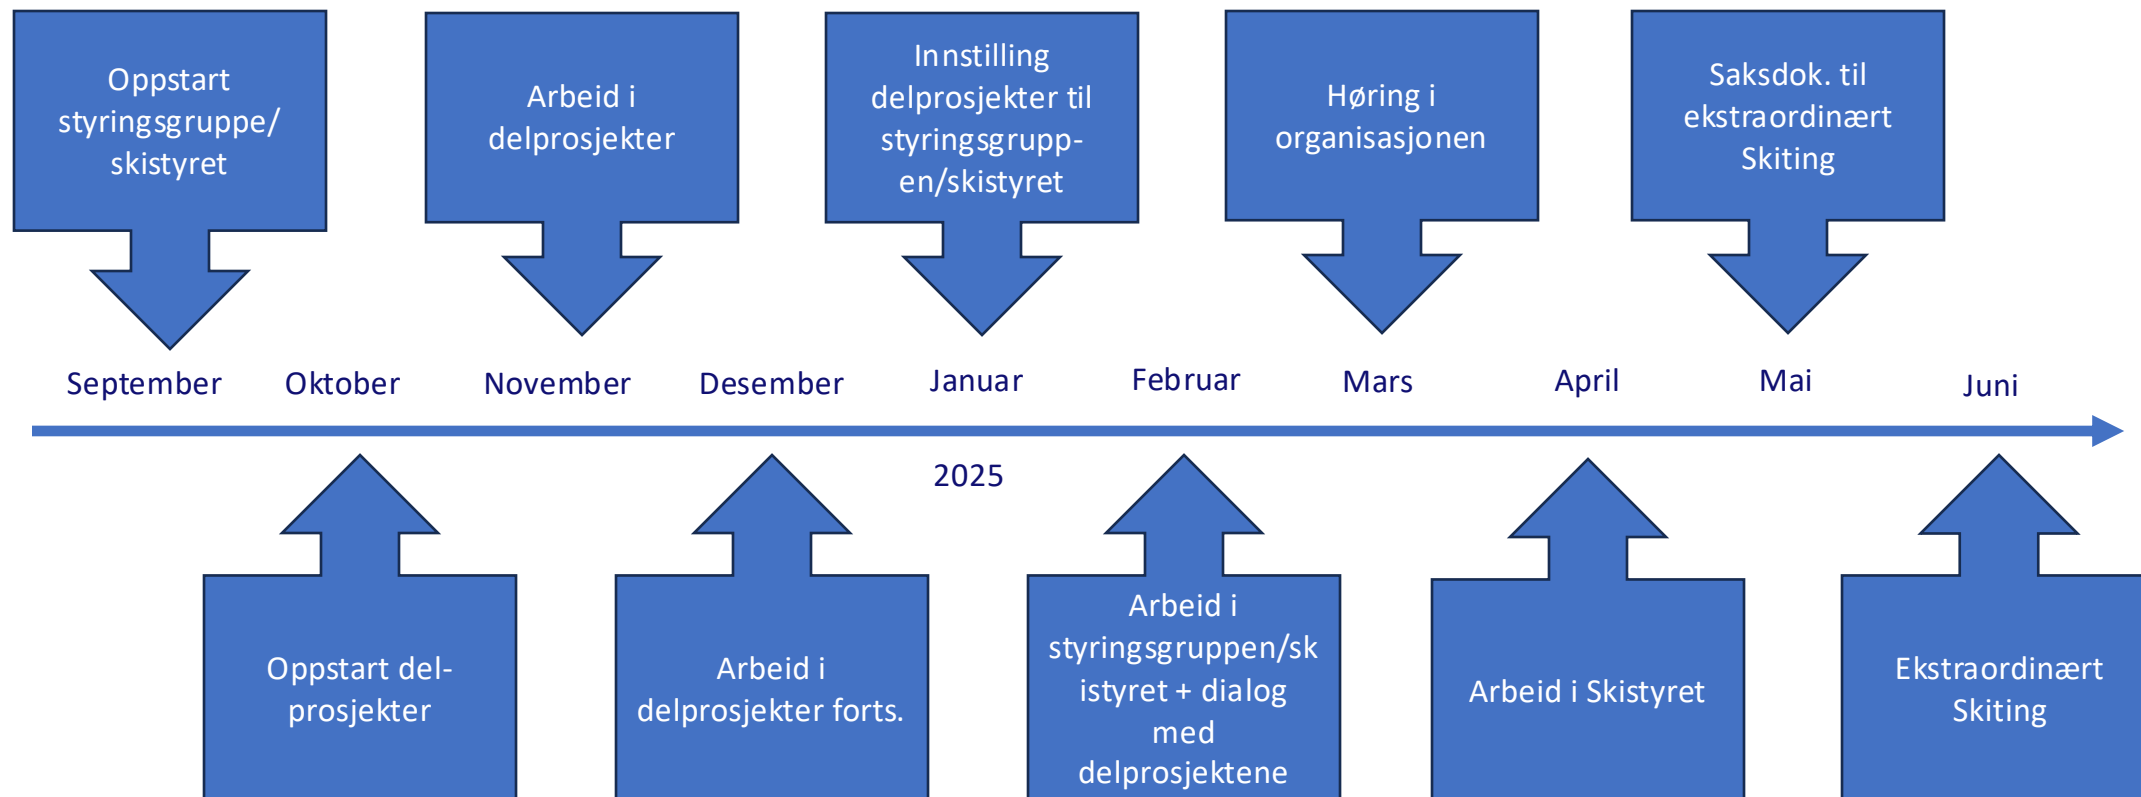 Oppstart
styringsgruppe/
skistyret
Arbeid i
delprosjekter
Innstilling
delprosjekter til
styringsgrupp-
en/skistyret
Høring i
organisasjonen
Saksdok. til
ekstraordinært
Skiting
September
Oktober
November
Desember
Januar
Februar
Mars
April
Mai
Juni
2025
Oppstart del-
prosjekter
Arbeid i
delprosjekter forts.
Arbeid i
styringsgruppen/sk
istyret + dialog
med
delprosjektene
Arbeid i Skistyret
Ekstraordinært
Skiting